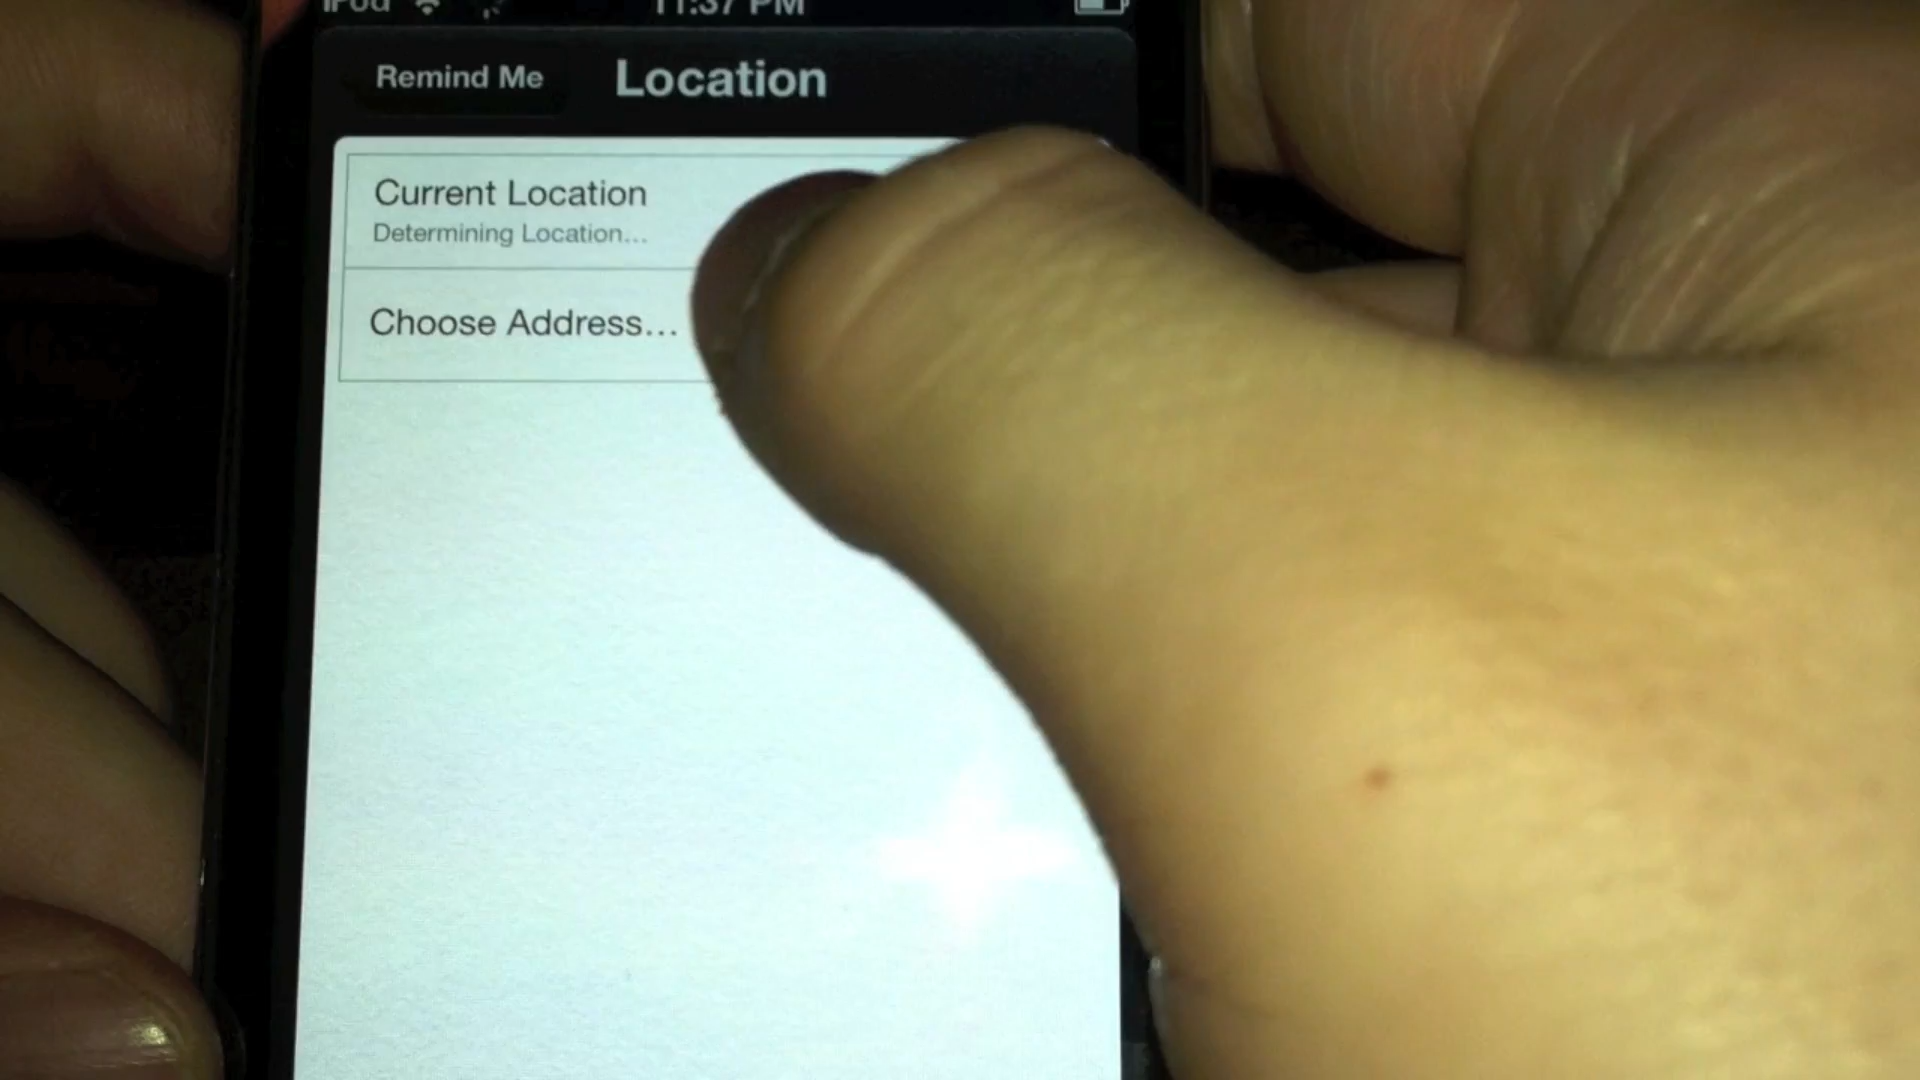 iPod 11:37 PM
Remind Me Location
Current Location
Determining Location...
Choose Address...